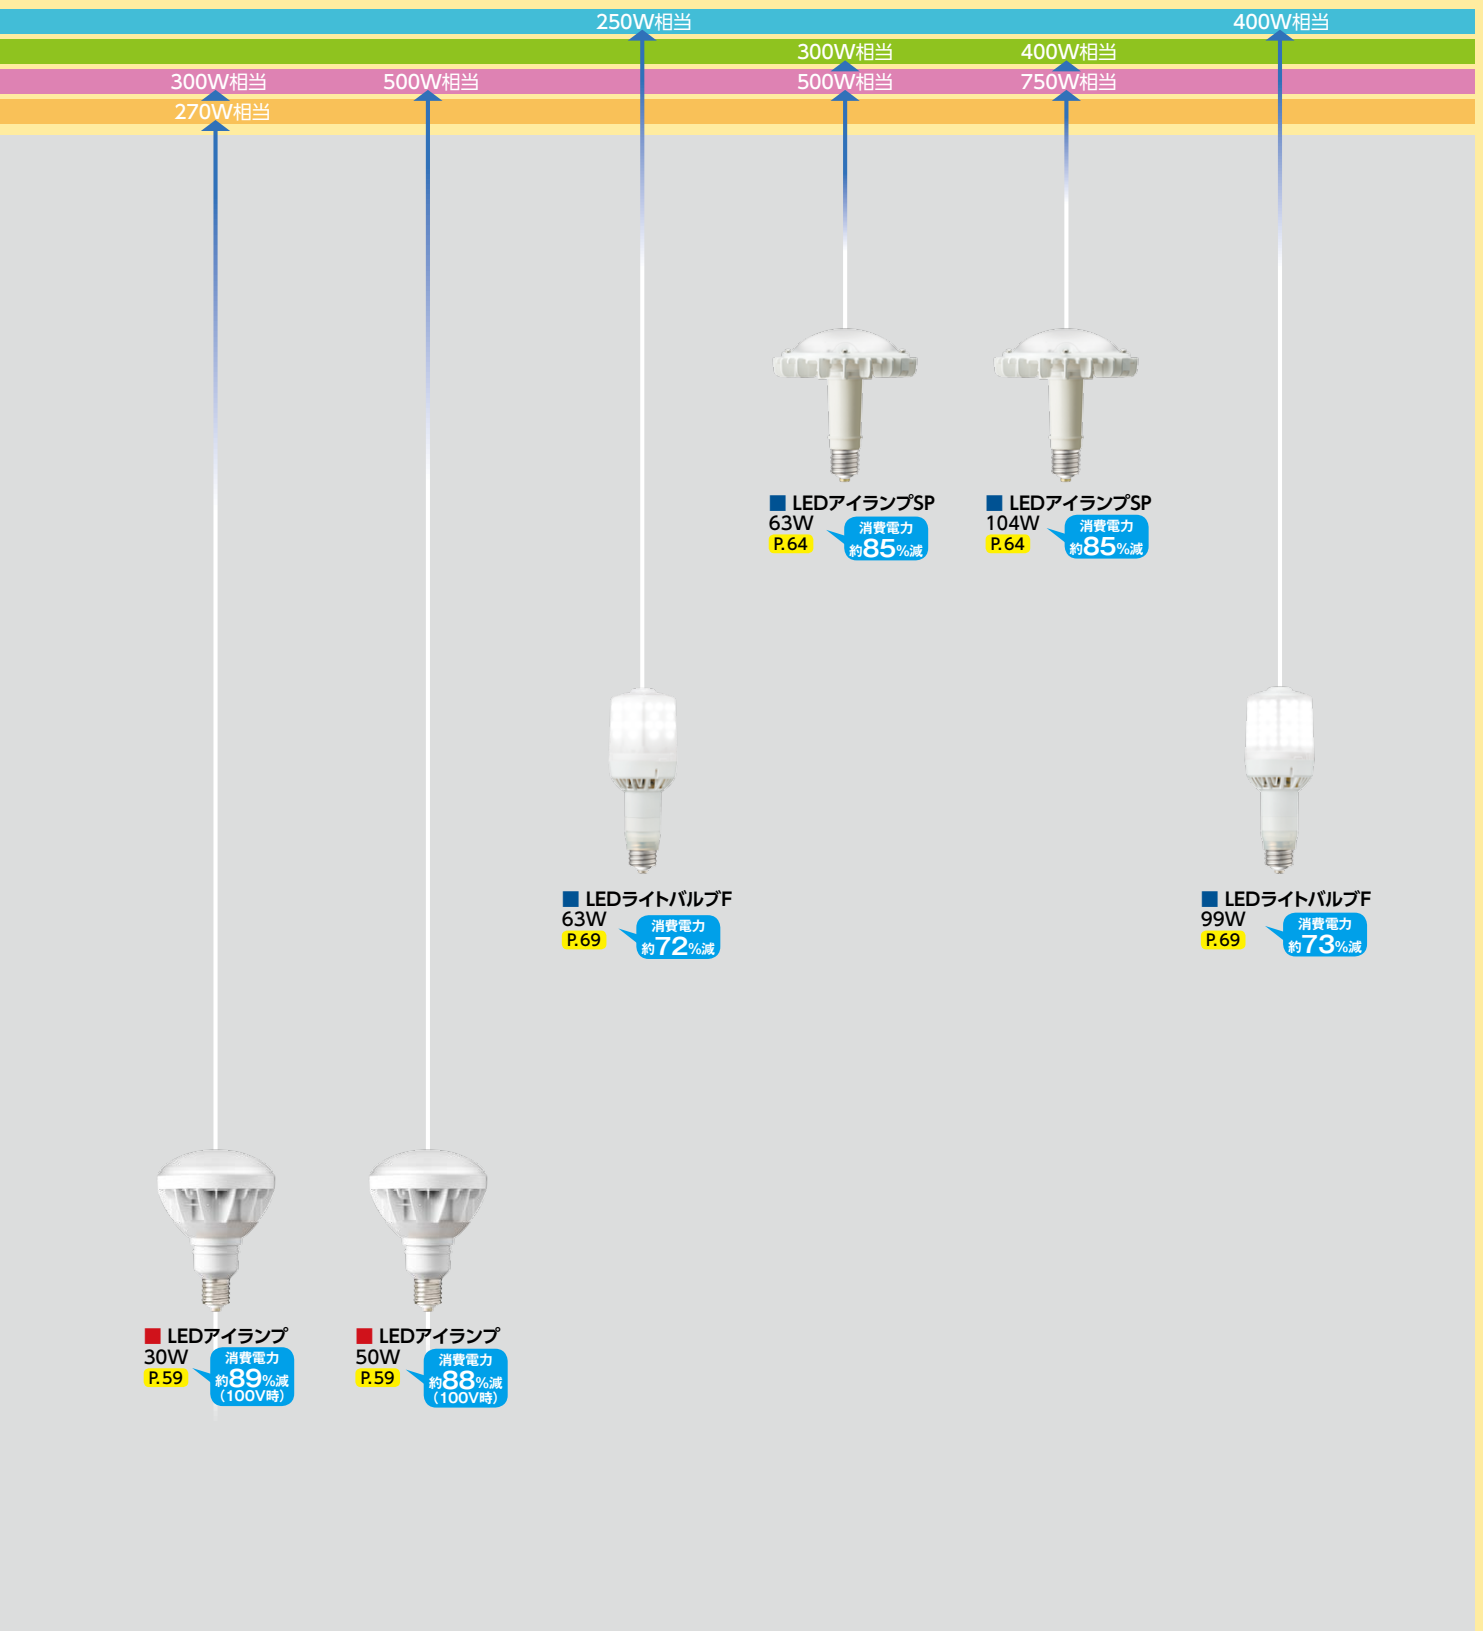 250W相当
400W相当
300W相当
400W相当
300W相当
500W相当
500W相当
750W相当
270W相当
■ LEDアイランプSP
63W
P.64
消費電力
約85%減
■ LEDアイランプSP
104W
P.64
消費電力
約85%減
■ LEDライトバルブF
63W
P.69
消費電力
約72%減
■ LEDライトバルブF
99W
P.69
消費電力
約73%減
■ LEDアイランプ
30W
P.59
消費電力
約89%減
(100V時)
■ LEDアイランプ
50W
P.59
消費電力
約88%減
(100V時)